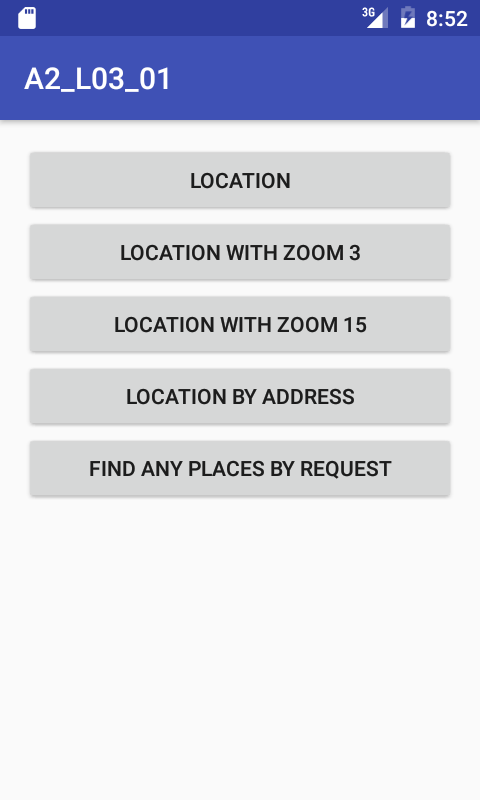 3G 8:52
A2_L03_01
LOCATION
LOCATION WITH ZOOM 3
LOCATION WITH ZOOM 15
LOCATION BY ADDRESS
FIND ANY PLACES BY REQUEST